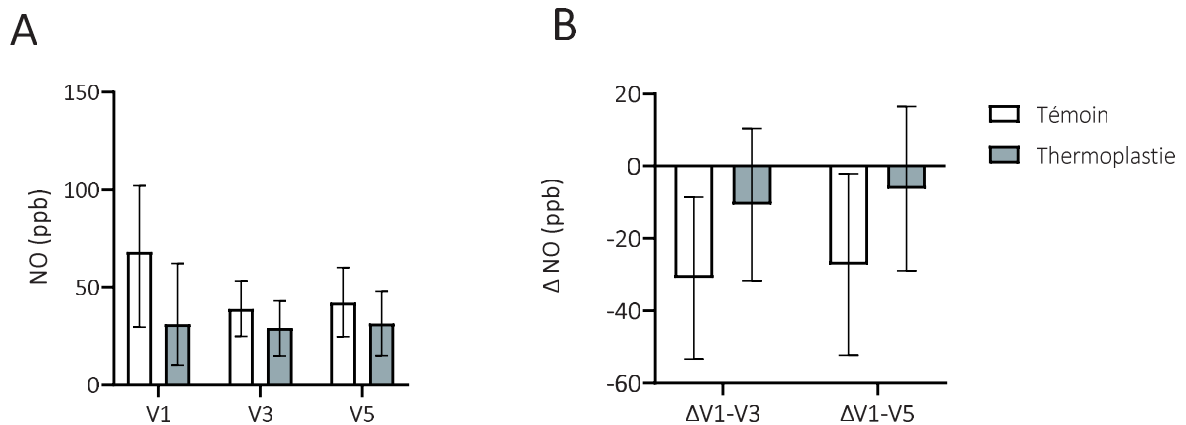 A
150
100
50
0
NO (ppb)
V1 V3 V5
B
20
0
-20
-40
-60
Δ NO (ppb)
ΔV1-V3 ΔV1-V5
Témoin
Thermoplastie